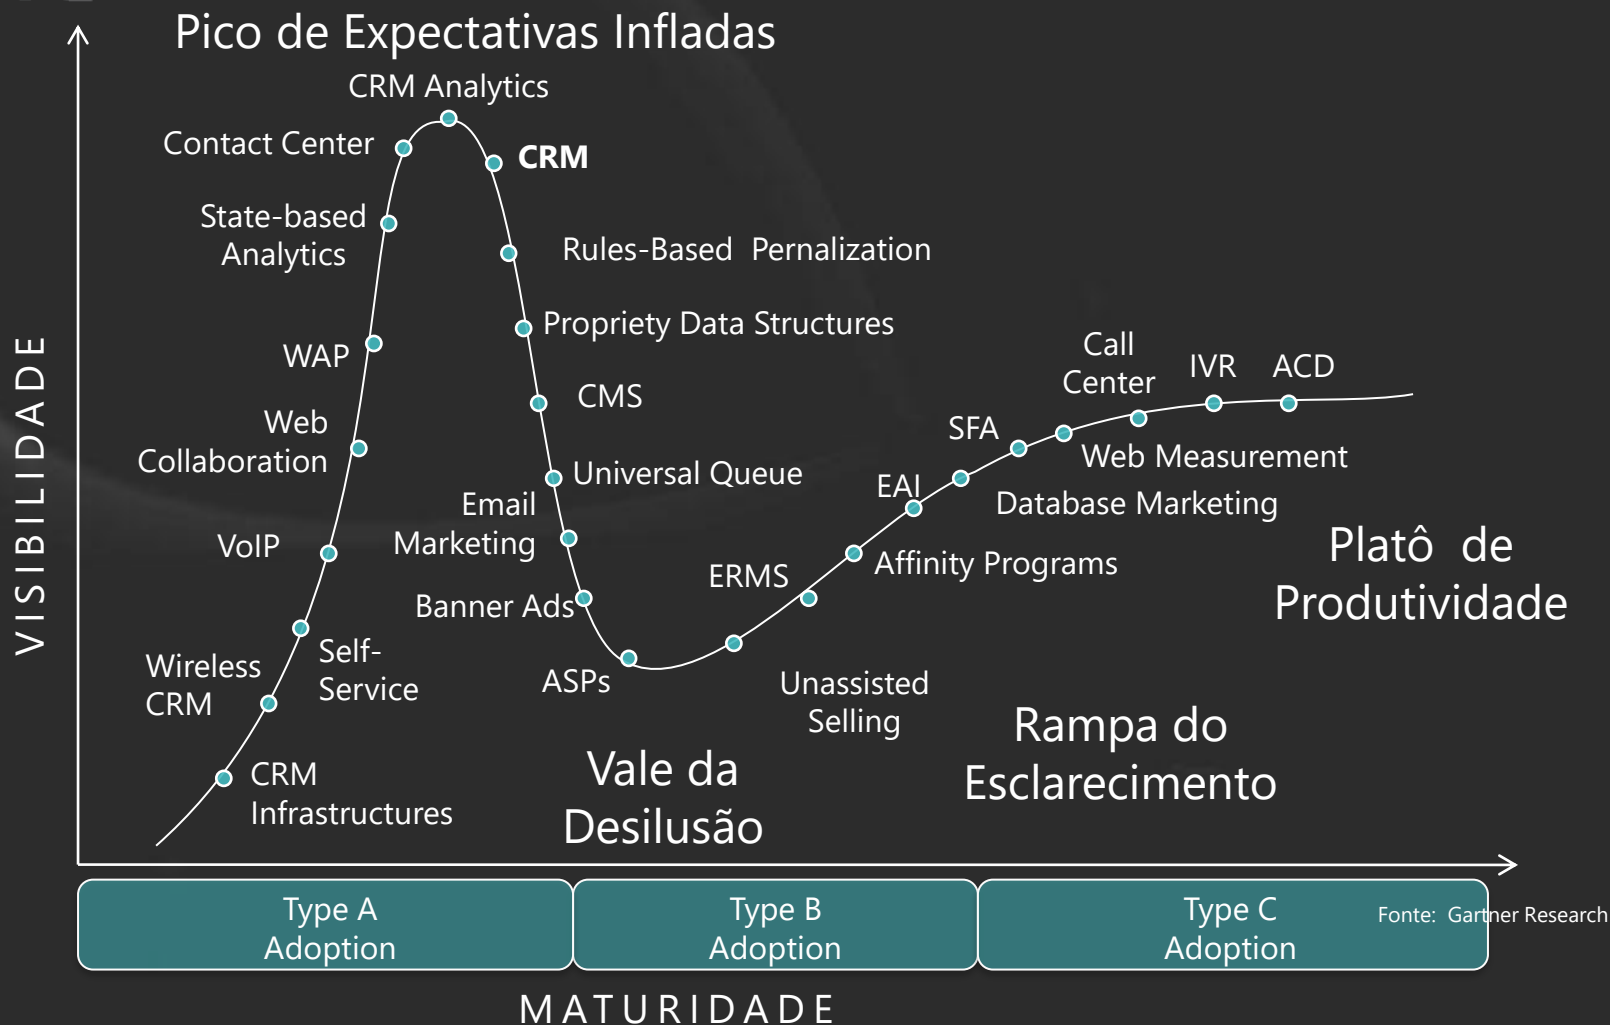 Pico de Expectativas Infladas
CRM Analytics
Contact Center
CRM
State-based
Analytics
Rules-Based  Pernalization
Propriety Data Structures
WAP
CMS
Web
Collaboration
Universal Queue
Email
Marketing
VoIP
Banner Ads
Self-
Service
Wireless
CRM
CRM
Infrastructures
ASPs
ERMS
Unassisted
Selling
Affinity Programs
EAI
Database Marketing
SFA
Web Measurement
Call
Center
IVR
ACD
Platô  de
Produtividade
Rampa do
Esclarecimento
Vale da
Desilusão
VISIBILIDADE
Type A
Adoption
Type B
Adoption
Type C
Adoption
Fonte:  Gartner Research
MATURIDADE